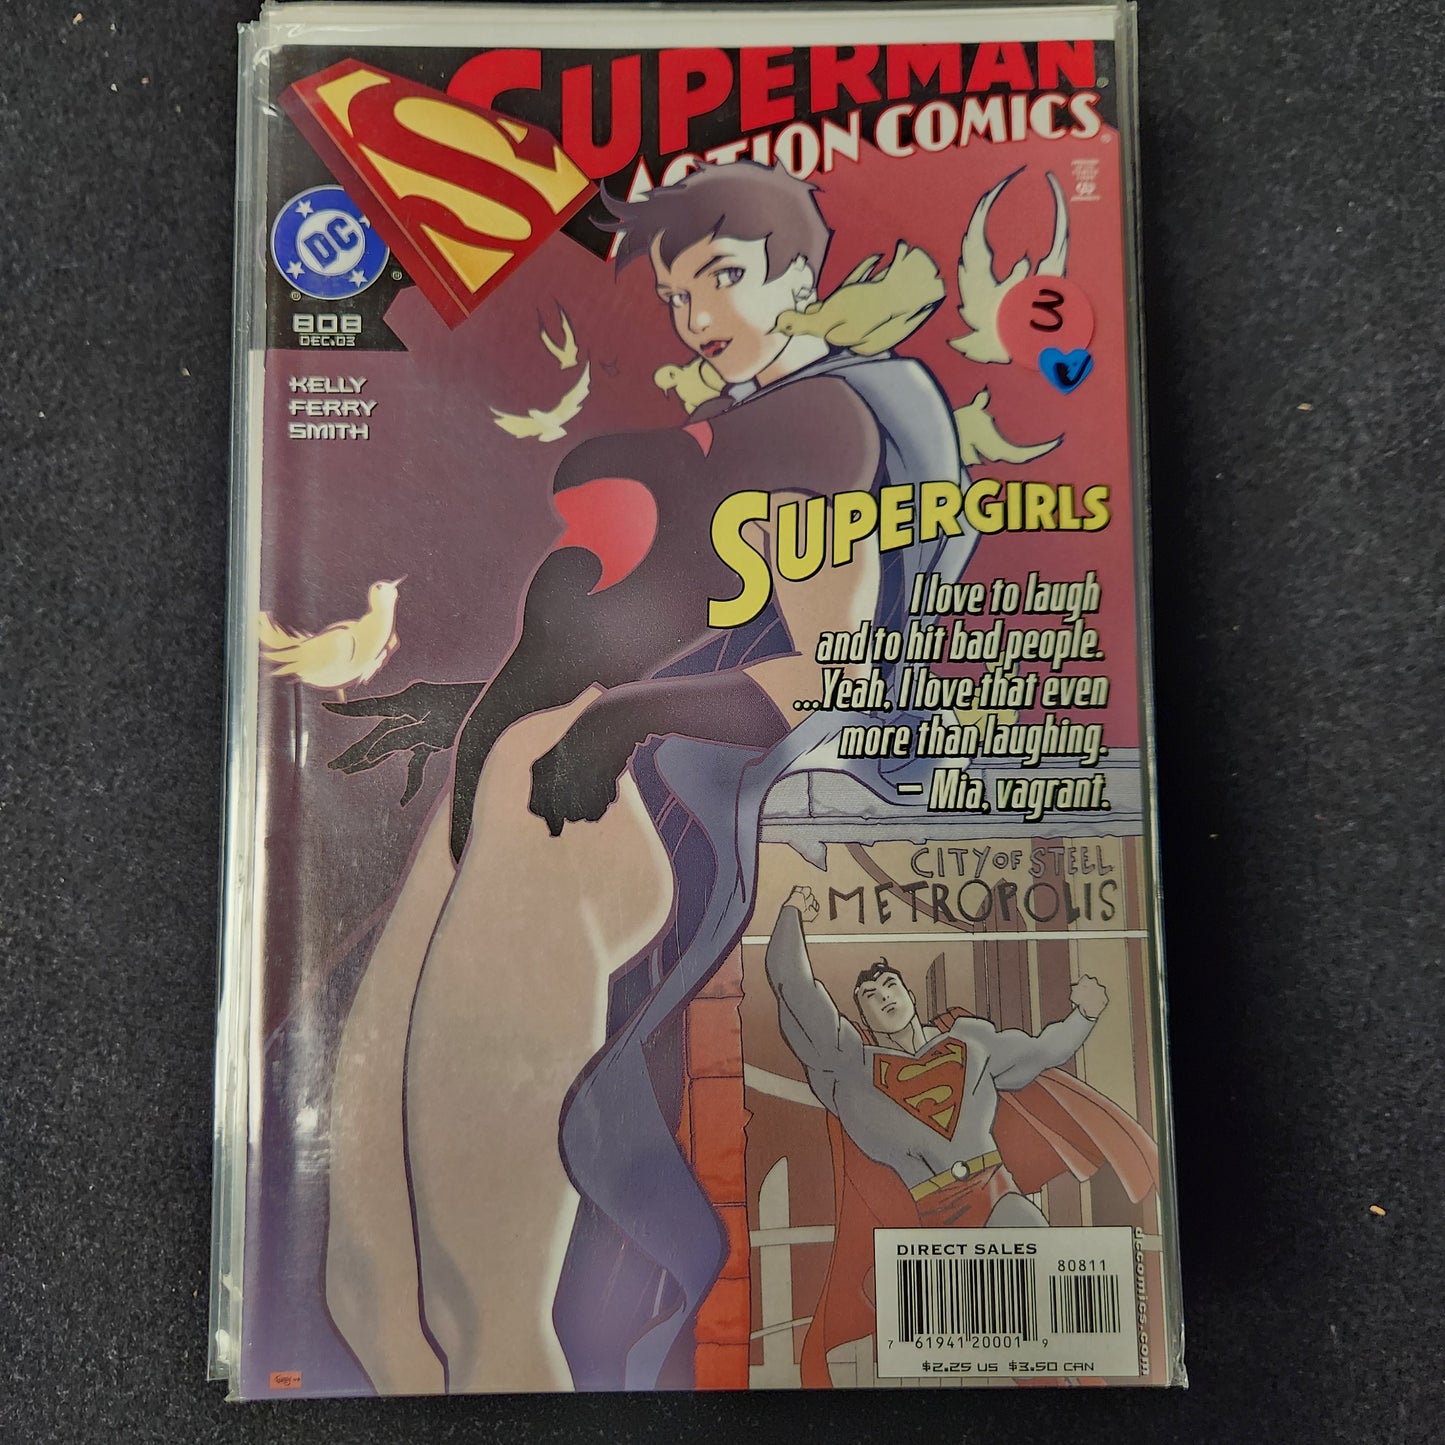 SUPERMAN
ACTION COMICS
S
DC
808
DEC.03
KELLY
FERRY
SMITH
3
SUPERGIRLS
I love to laugh
and to hit bad people.
...Yeah, I love that even
more than laughing.
– Mia, vagrant.
CITY OF STEEL
METROPOLIS
S
DIRECT SALES
80811
7 61941 20001 9
$2.25 US $3.50 CAN
dccomics.com